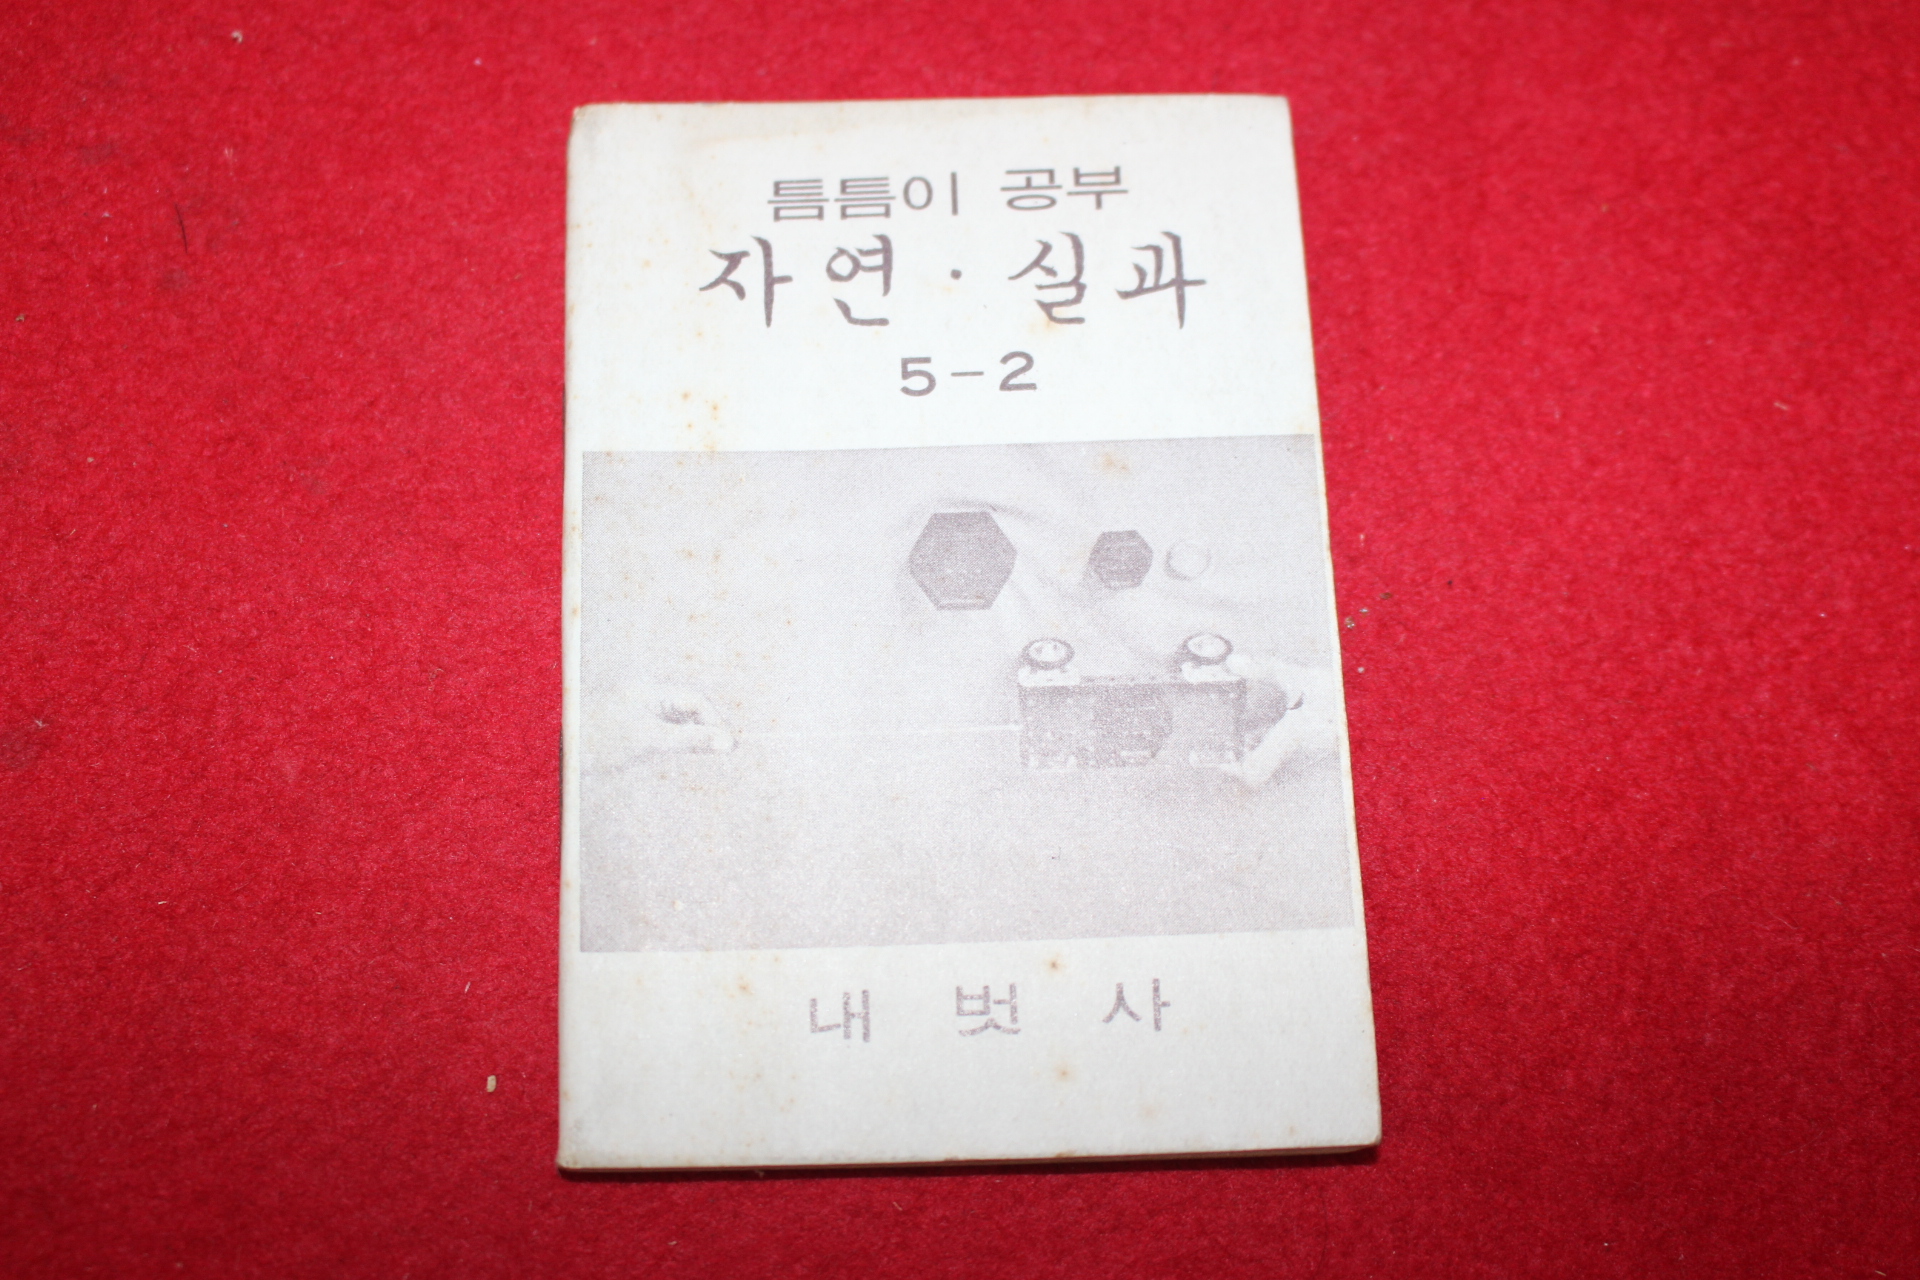 틈틈이 공부
자연 · 실과
5-2
내 벗 사